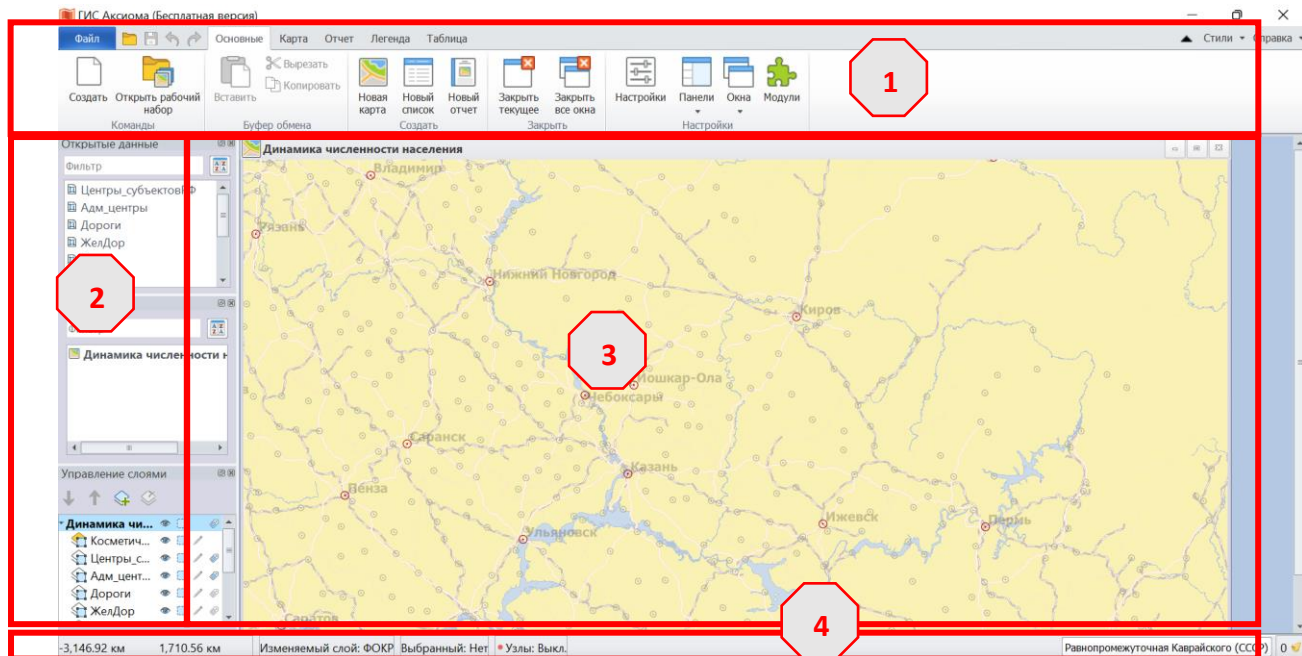 ГИС Аксиома (Бесплатная версия)
Файл Основные Карта Отчет Легенда Таблица Стили Справка
Вырезать
Копировать
Создать Открыть рабочий набор Вставить Новая карта Новый список Новый отчет Закрыть текущее Закрыть все окна Настройки Панели Окна Модули
Команды Буфер обмена Создать Закрыть Настройки
1
Открытые данные
Фильтр
Центры_субъектов
Адм_центры
Дороги
ЖелДор
2
Динамика численности н
Управление слоями
Динамика чи...
Косметич...
Центры_с...
Адм_цент...
Дороги
ЖелДор
Динамика численности населения
Владимир
Рязань
Нижний Новгород
Киров
3
Йошкар-Ола
Чебоксары
Саранск
Казань
Пенза
Ижевск
Пермь
Ульяновск
Саратов
4
-3,146.92 км 1,710.56 км Изменяемый слой: ФОКР Выбранный: Нет Узлы: Выкл. Равнопромежуточная Каврайского (СССР) 0